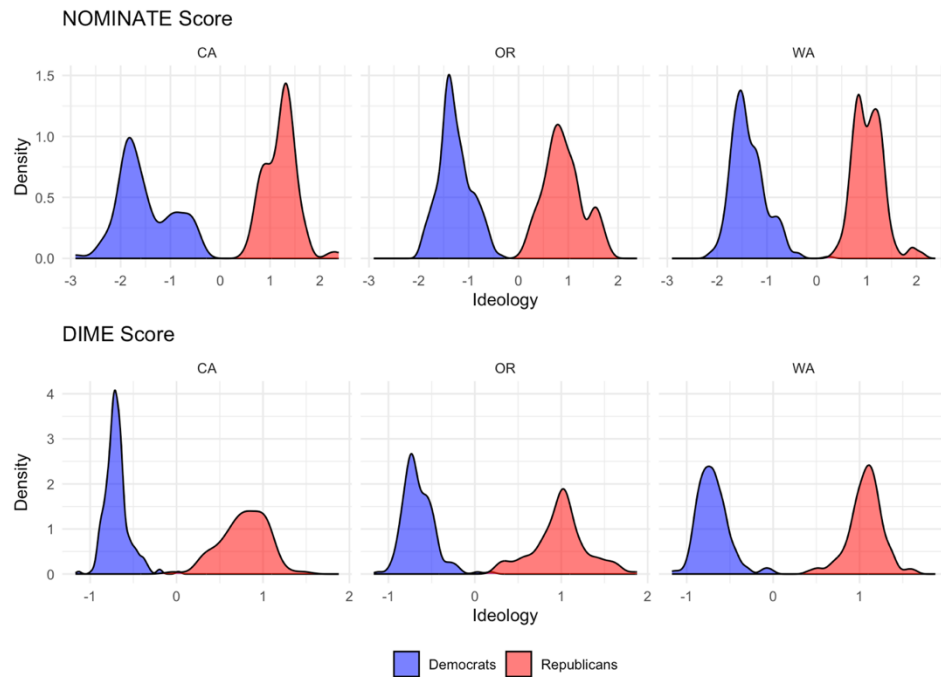 NOMINATE Score
CA OR WA
1.5
1.0
0.5
0.0
Density
-3 -2 -1 0 1 2 -3 -2 -1 0 1 2 -3 -2 -1 0 1 2
Ideology
DIME Score
CA OR WA
4
3
2
1
0
Density
-1 0 1 2 -1 0 1 2 -1 0 1 2
Ideology
Democrats Republicans